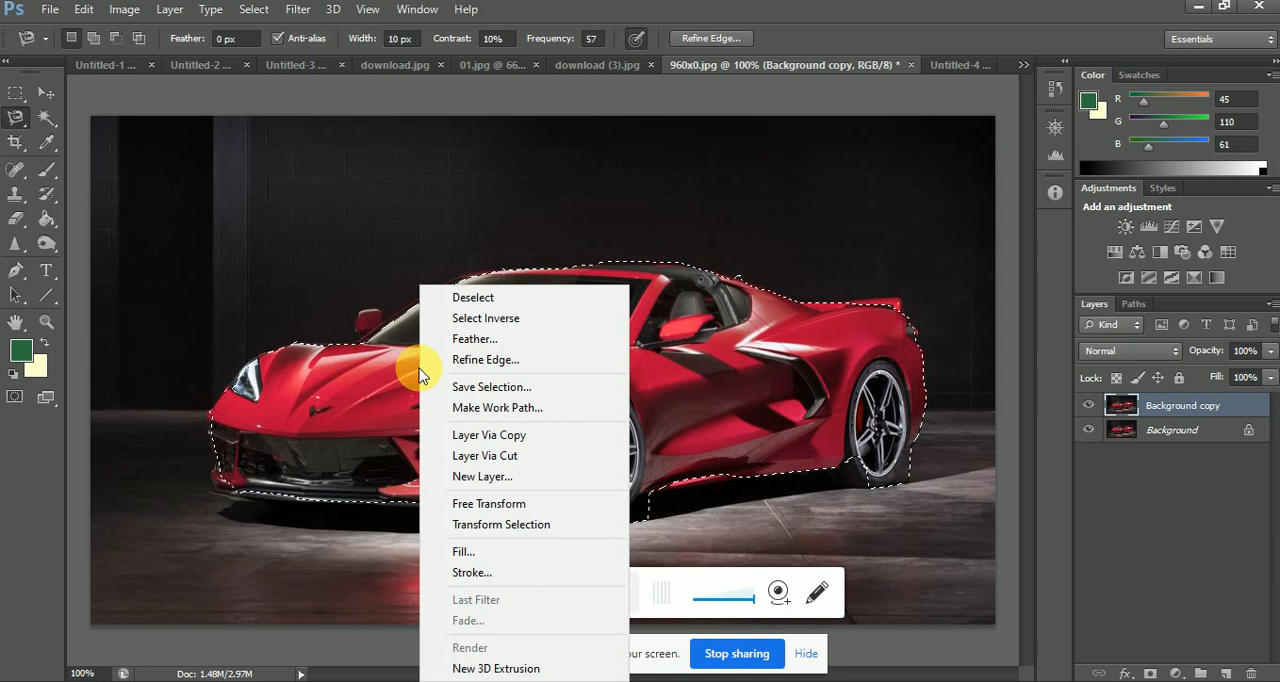 Ps File Edit Image Layer Type Select Filter 3D View Window Help
Feather: 0 px Anti-alias Width: 10 px Contrast: 10% Frequency: 57 Refine Edge... Essentials
Untitled-1 ... × Untitled-2 ... × Untitled-3 ... × download.jpg × 01.jpg @ 66... × download (3).jpg × 960x0.jpg @ 100% (Background copy, RGB/8) * × Untitled-4 ...
Color Swatches
R 45
G 110
B 61
Adjustments Styles
Add an adjustment
Layers Paths
Kind
Normal Opacity: 100%
Lock: Fill: 100%
Background copy
Background
Deselect
Select Inverse
Feather...
Refine Edge...
Save Selection...
Make Work Path...
Layer Via Copy
Layer Via Cut
New Layer...
Free Transform
Transform Selection
Fill...
Stroke...
Last Filter
Fade...
Render
New 3D Extrusion
our screen. Stop sharing Hide
100% Doc: 1.48M/2.97M